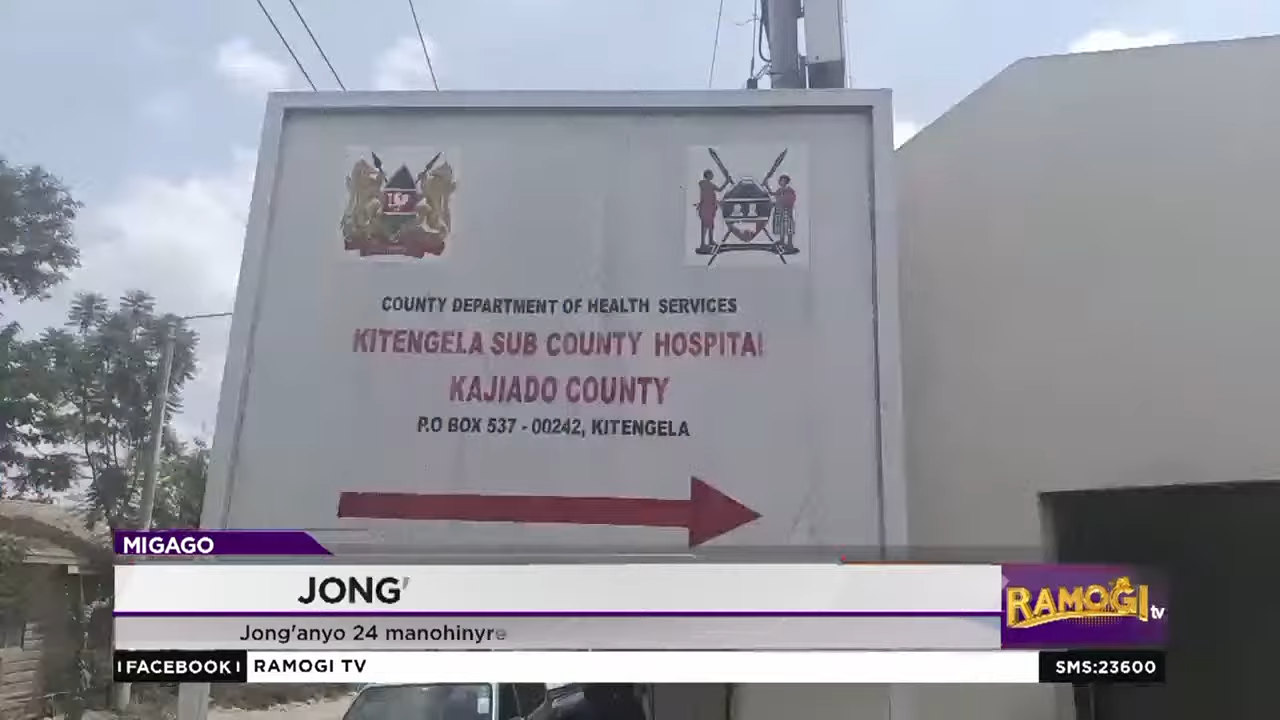 COUNTY DEPARTMENT OF HEALTH SERVICES
KITENGELA SUB COUNTY HOSPITAL
KAJIADO COUNTY
P.O BOX 537 - 00242, KITENGELA
MIGAGO
JONG'
Jong'anyo 24 manohinyre
RAMOGI tv
FACEBOOK
RAMOGI TV
SMS:23600